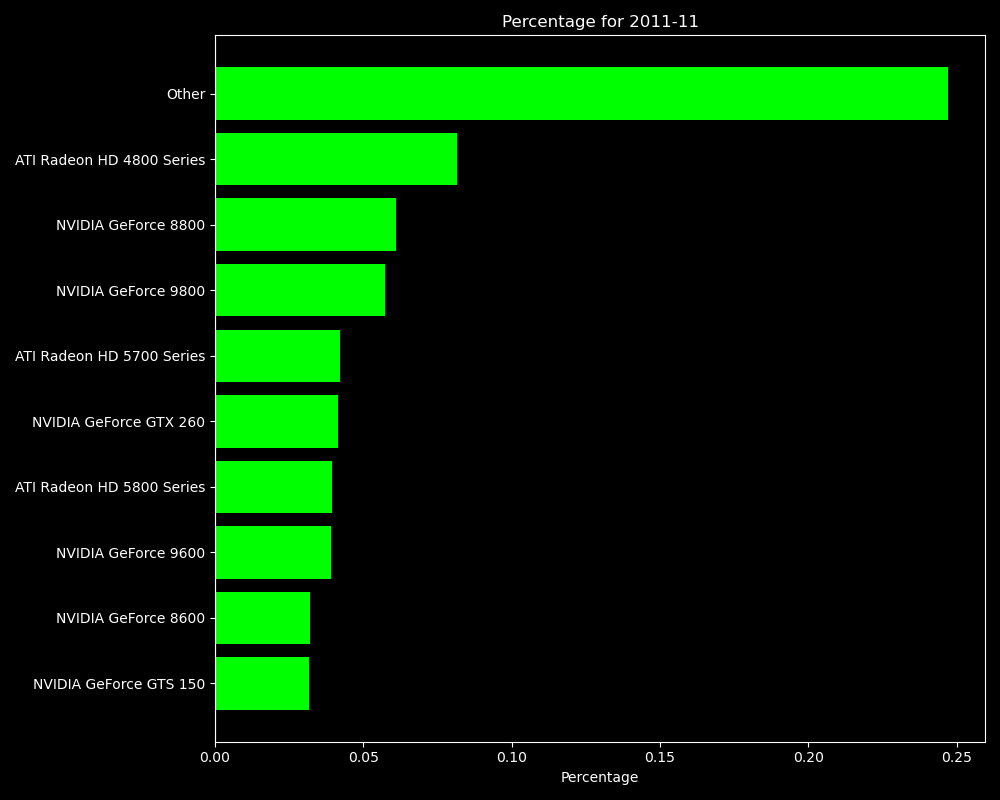 Percentage for 2011-11
Other
ATI Radeon HD 4800 Series
NVIDIA GeForce 8800
NVIDIA GeForce 9800
ATI Radeon HD 5700 Series
NVIDIA GeForce GTX 260
ATI Radeon HD 5800 Series
NVIDIA GeForce 9600
NVIDIA GeForce 8600
NVIDIA GeForce GTS 150
0.00 0.05 0.10 0.15 0.20 0.25
Percentage